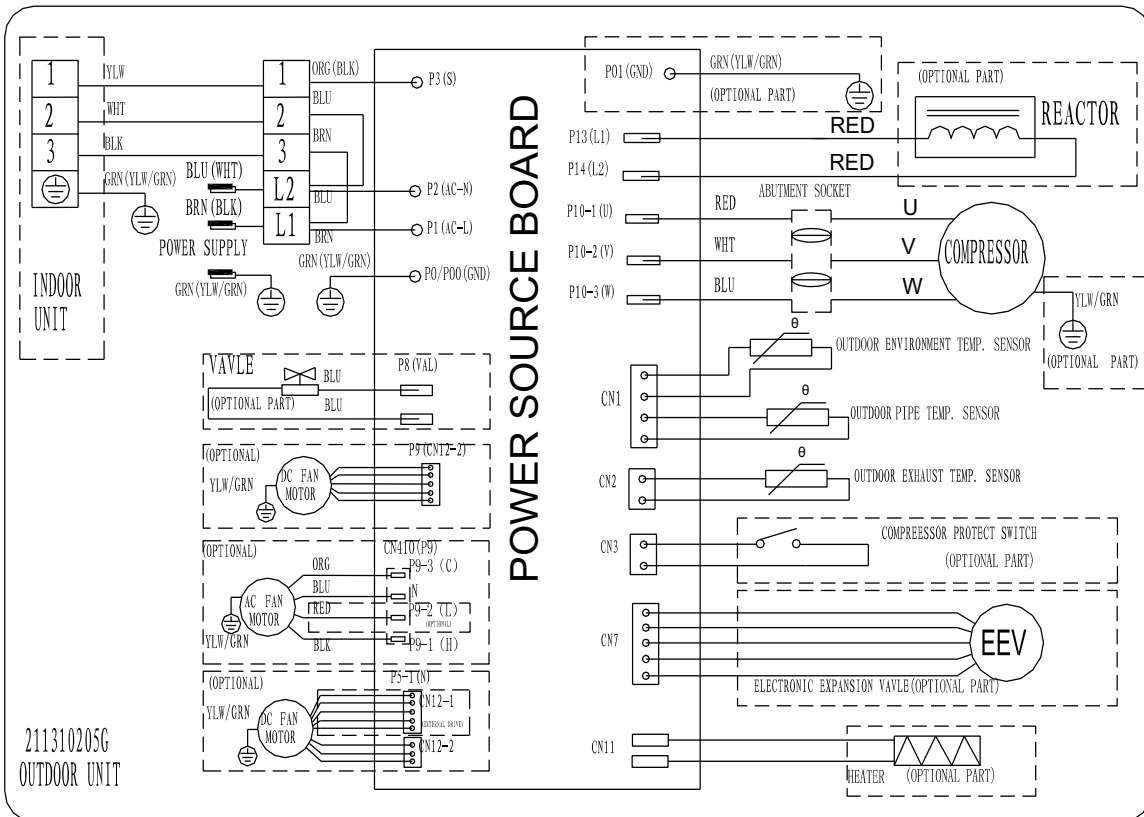 1
2
3
YLW
WHT
BLK
GRN(YLW/GRN)
INDOOR
UNIT
1
2
3
L2
L1
BLU(WHT)
BRN(BLK)
POWER SUPPLY
GRN(YLW/GRN)
ORG(BLK)
BLU
BRN
BLU
BRN
GRN(YLW/GRN)
P3(S)
P2(AC-N)
P1(AC-L)
P0/P00(GND)
VAVLE
P8(VAL)
BLU
(OPTIONAL PART)
BLU
(OPTIONAL)
P9(CN12-2)
YLW/GRN
DC FAN
MOTOR
(OPTIONAL)
CN410(P9)
ORG
P9-3 (C)
BLU
N
AC FAN
MOTOR
RED
P9-2 (L)
(OPTIONAL)
YLW/GRN
BLK
P9-1 (H)
(OPTIONAL)
P5-1(N)
YLW/GRN
CN12-1
DC FAN
MOTOR
(EXTERNAL DRIVE)
CN12-2
211310205G
OUTDOOR UNIT
POWER SOURCE BOARD
P01(GND)
GRN(YLW/GRN)
(OPTIONAL PART)
(OPTIONAL PART)
REACTOR
P13(L1)
RED
P14(L2)
RED
ABUTMENT SOCKET
P10-1(U)
RED
U
P10-2(V)
WHT
V
COMPRESSOR
P10-3(W)
BLU
W
YLW/GRN
(OPTIONAL PART)
CN1
θ
OUTDOOR ENVIRONMENT TEMP. SENSOR
θ
OUTDOOR PIPE TEMP. SENSOR
CN2
θ
OUTDOOR EXHAUST TEMP. SENSOR
CN3
COMPREESSOR PROTECT SWITCH
(OPTIONAL PART)
CN7
EEV
ELECTRONIC EXPANSION VAVLE(OPTIONAL PART)
CN11
HEATER
(OPTIONAL PART)